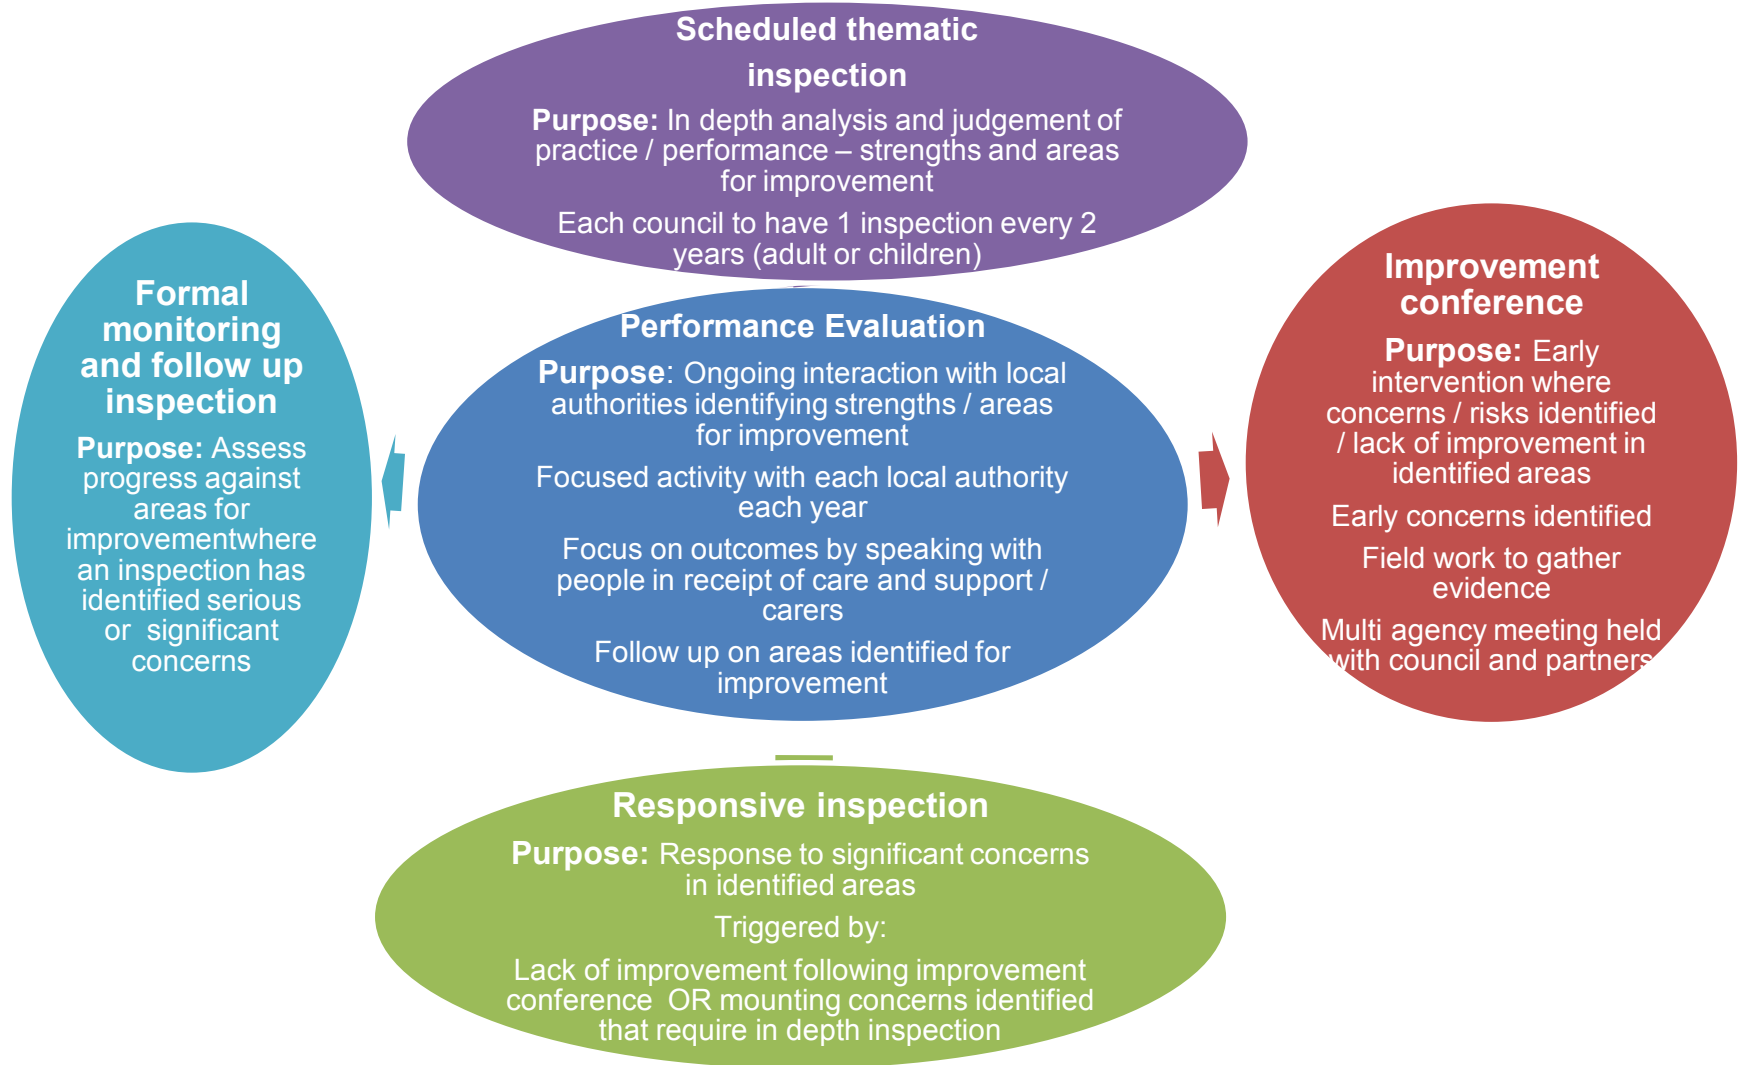 Scheduled thematic
inspection
Purpose: In depth analysis and judgement of
practice / performance – strengths and areas
for improvement
Each council to have 1 inspection every 2
years (adult or children)
Formal
monitoring
and follow up
inspection
Purpose: Assess
progress against
areas for
improvementwhere
an inspection has
identified serious
or significant
concerns
Performance Evaluation
Purpose: Ongoing interaction with local
authorities identifying strengths / areas
for improvement
Focused activity with each local authority
each year
Focus on outcomes by speaking with
people in receipt of care and support /
carers
Follow up on areas identified for
improvement
Improvement
conference
Purpose: Early
intervention where
concerns / risks identified
/ lack of improvement in
identified areas
Early concerns identified
Field work to gather
evidence
Multi agency meeting held
with council and partners
Responsive inspection
Purpose: Response to significant concerns
in identified areas
Triggered by:
Lack of improvement following improvement
conference OR mounting concerns identified
that require in depth inspection